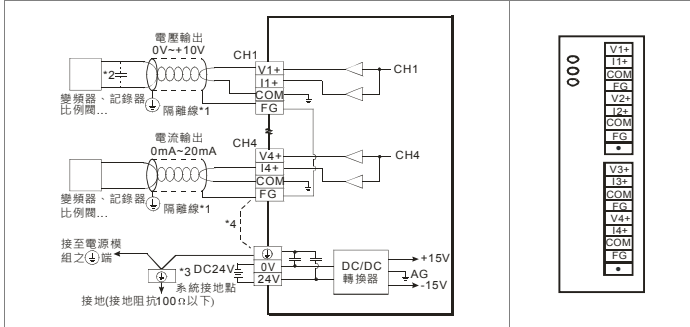 電壓輸出
0V~+10V
CH1
V1+
I1+
COM
FG
CH1
*2
變頻器、記錄器
比例閥...
隔離線*1
電流輸出
0mA~20mA
CH4
V4+
I4+
COM
FG
CH4
變頻器、記錄器
比例閥...
隔離線*1
*4
接至電源模
組之端
*3
DC24V
系統接地點
接地(接地阻抗100Ω以下)
0V
24V
DC/DC
轉換器
+15V
AG
-15V
V1+
I1+
COM
FG
V2+
I2+
COM
FG
V3+
I3+
COM
FG
V4+
I4+
COM
FG